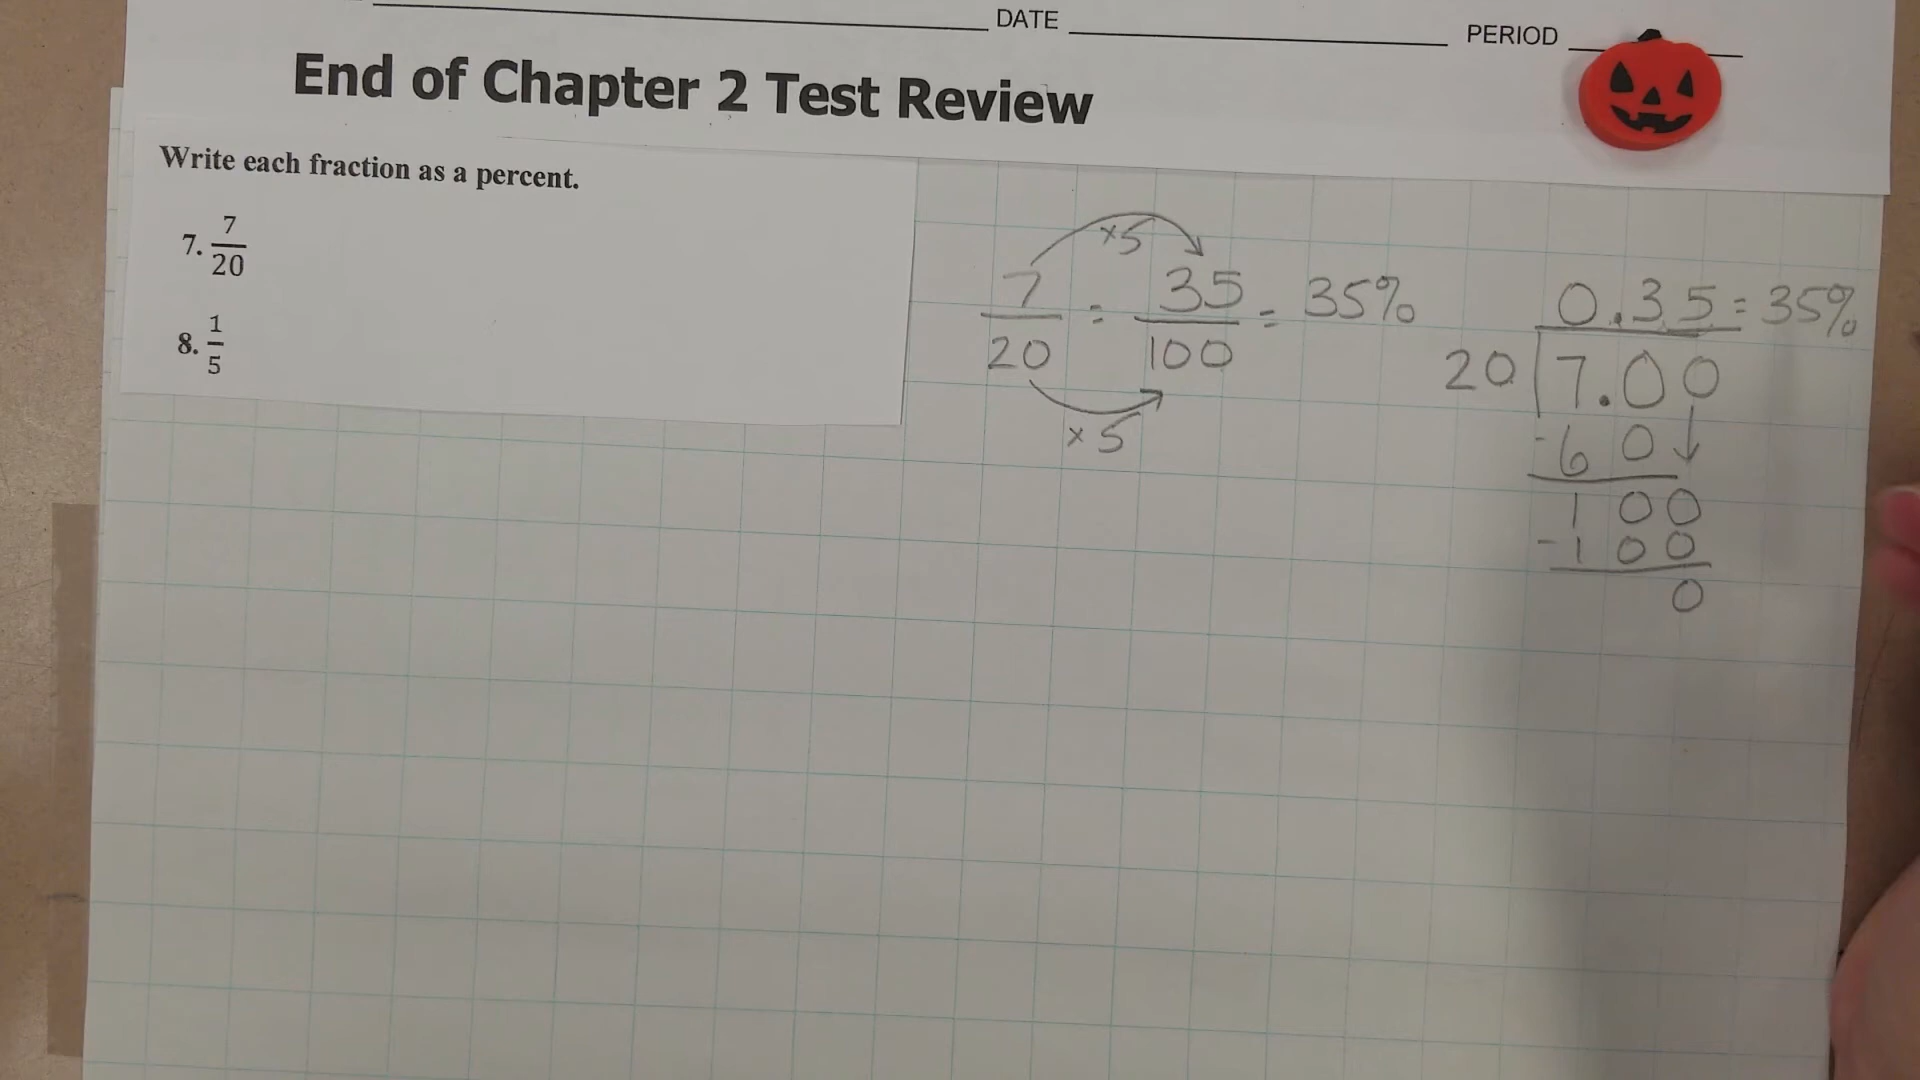 DATE
PERIOD
End of Chapter 2 Test Review
Write each fraction as a percent.
7. 7/20
8. 1/5
×5
7/20 = 35/100 = 35%
×5
0.35 = 35%
20 7.00
-60
100
-100
0